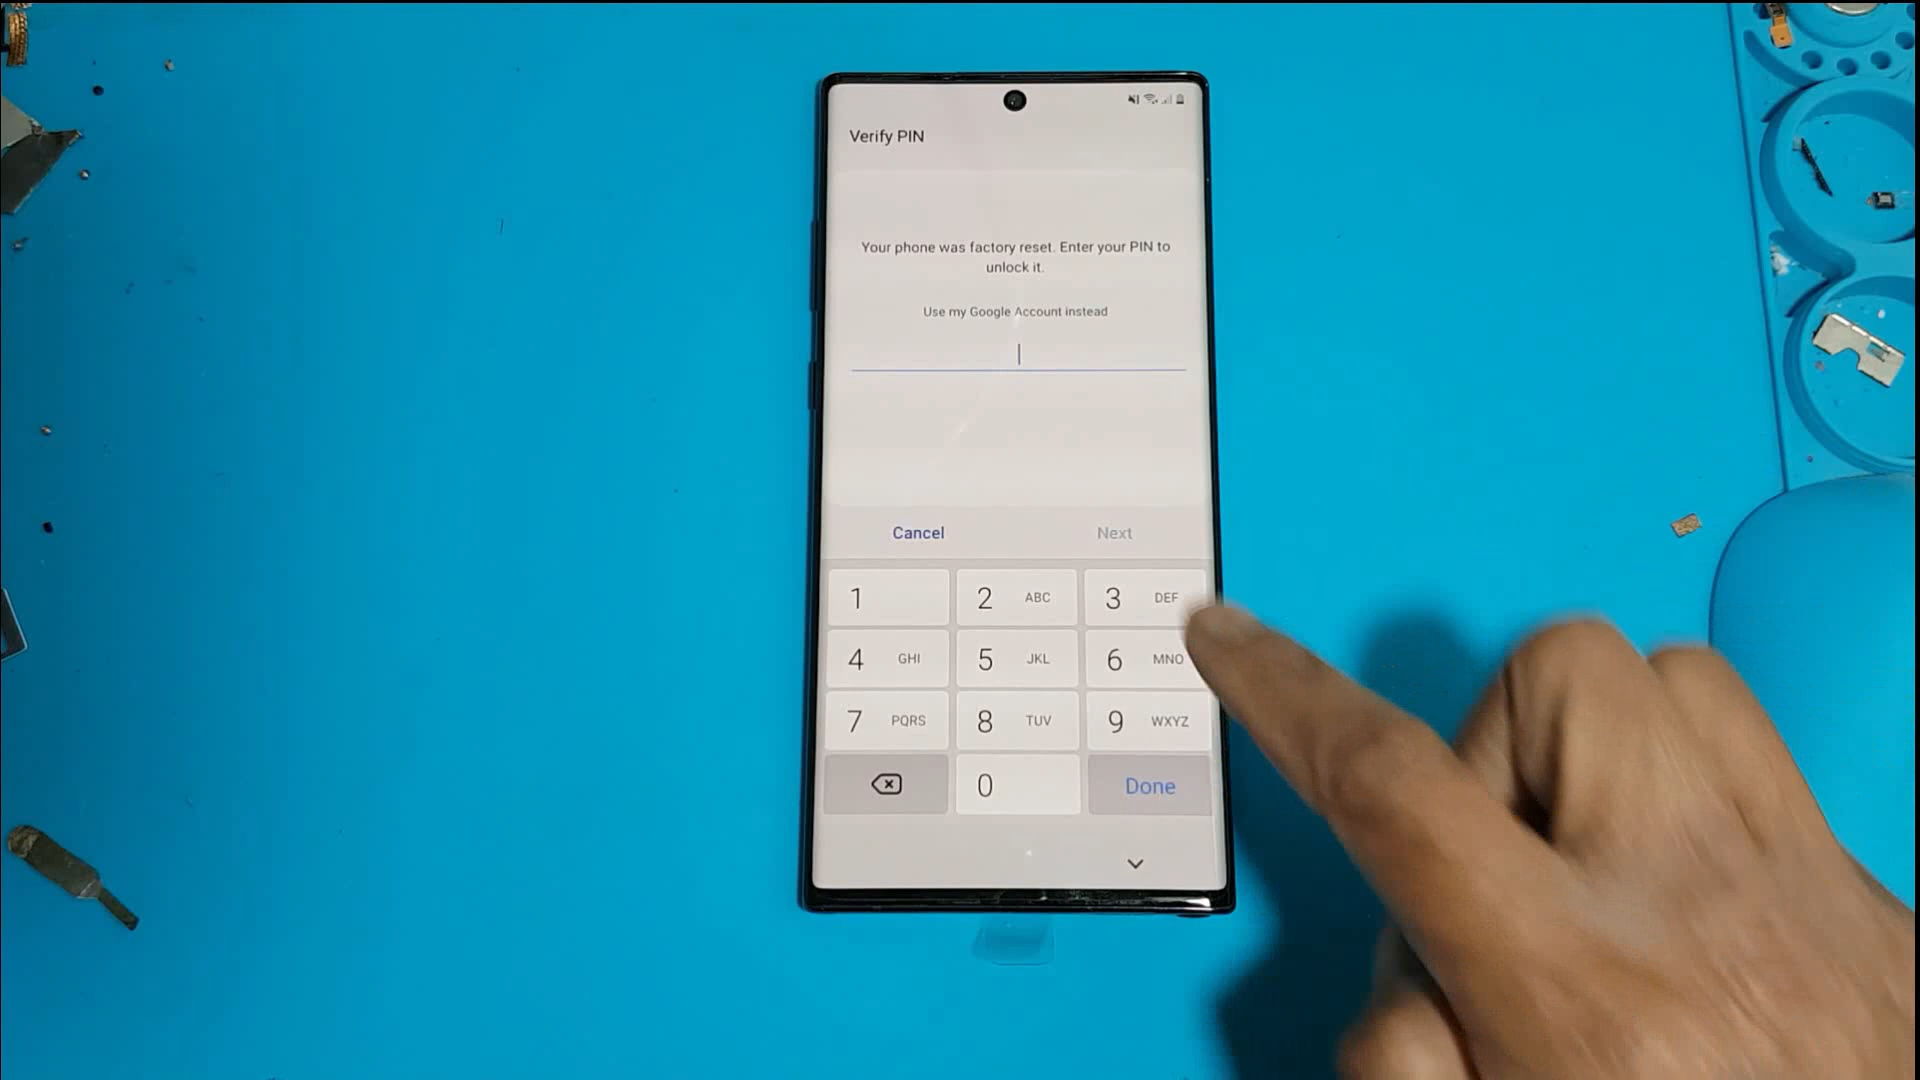 Verify PIN
Your phone was factory reset. Enter your PIN to
unlock it.
Use my Google Account instead
Cancel Next
1 2 ABC 3 DEF
4 GHI 5 JKL 6 MNO
7 PQRS 8 TUV 9 WXYZ
0 Done